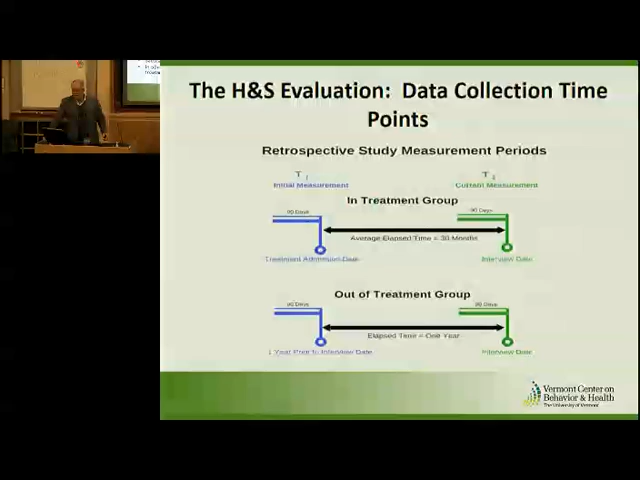 The H&S Evaluation: Data Collection Time
Points
Retrospective Study Measurement Periods
T 1
T 2
Initial Measurement
Current Measurement
In Treatment Group
90 Days
90 Days
Average Elapsed Time = 30 Months
Treatment Admission Date
Interview Date
Out of Treatment Group
90 Days
90 Days
Elapsed Time = One Year
1 Year Prior to Interview Date
Interview Date
Vermont Center on
Behavior & Health
The University of Vermont